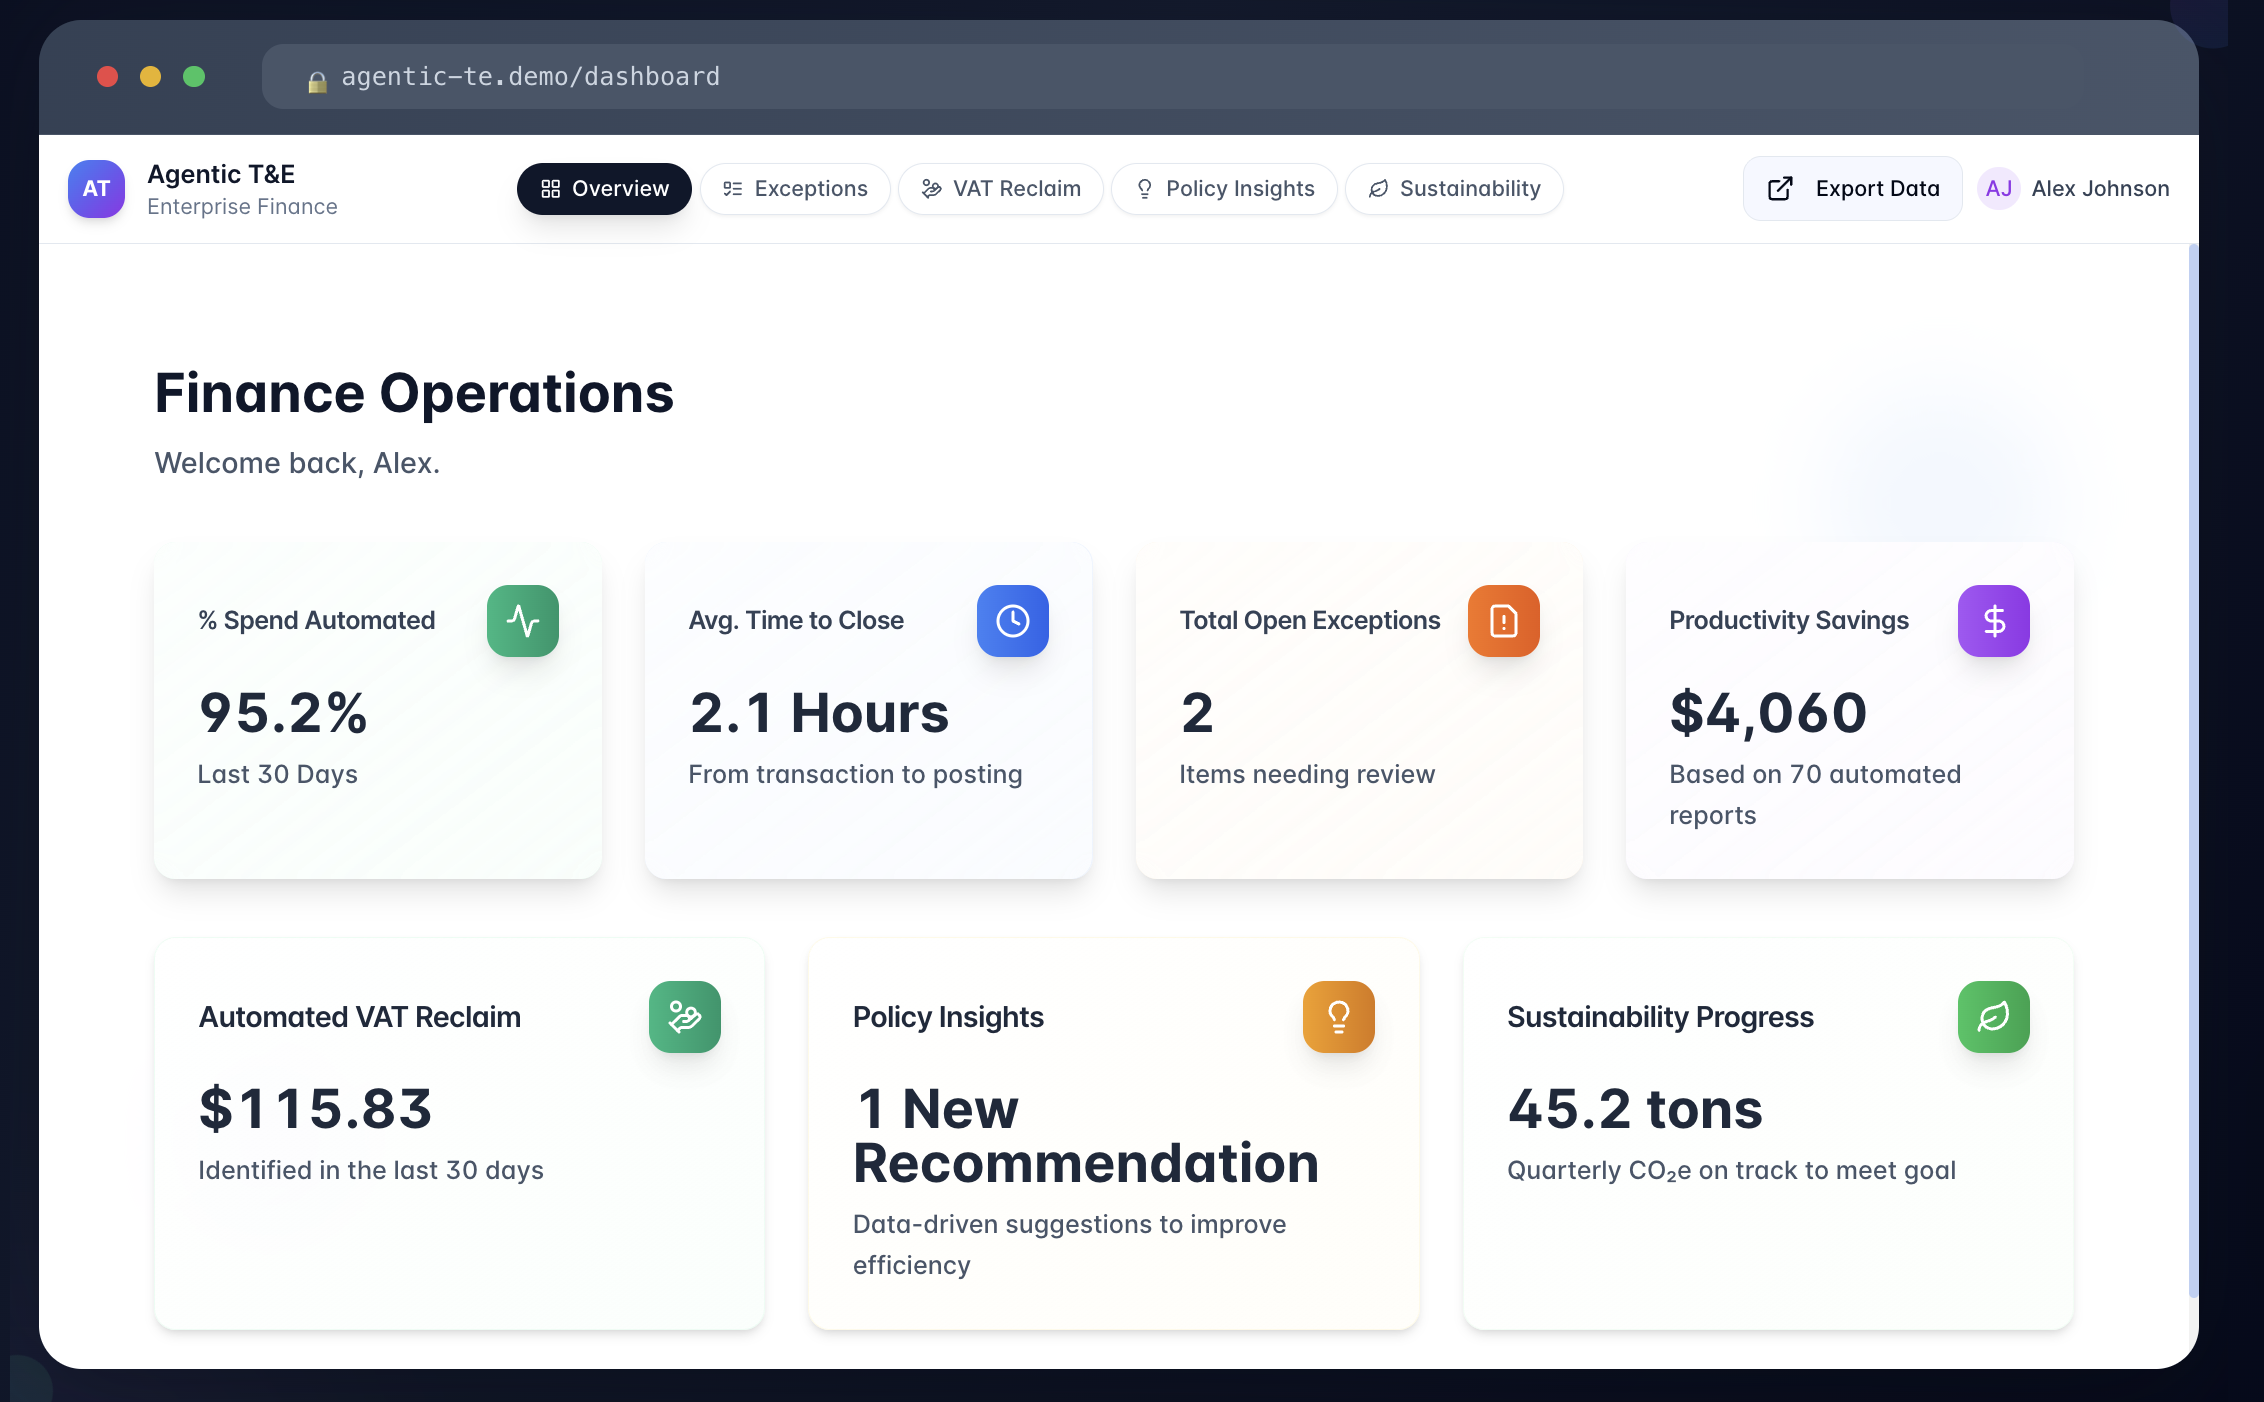 agentic-te.demo/dashboard
AT
Agentic T&E
Enterprise Finance
Overview
Exceptions
VAT Reclaim
Policy Insights
Sustainability
Export Data
AJ
Alex Johnson
Finance Operations
Welcome back, Alex.
% Spend Automated
95.2%
Last 30 Days
Avg. Time to Close
2.1 Hours
From transaction to posting
Total Open Exceptions
2
Items needing review
Productivity Savings
$4,060
Based on 70 automated
reports
Automated VAT Reclaim
$115.83
Identified in the last 30 days
Policy Insights
1 New
Recommendation
Data-driven suggestions to improve
efficiency
Sustainability Progress
45.2 tons
Quarterly CO₂e on track to meet goal